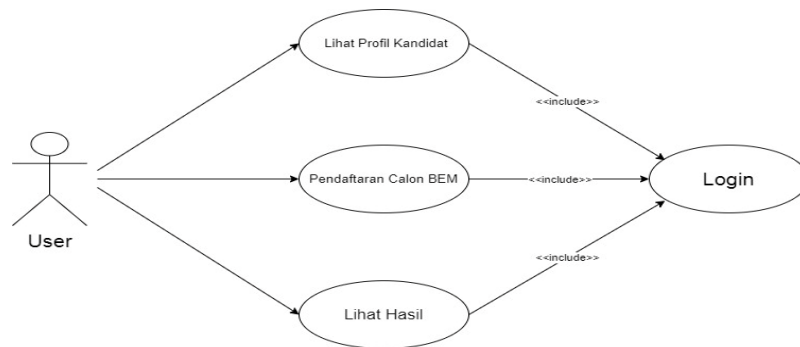 Lihat Profil Kandidat
<<include>>
Pendaftaran Calon BEM
<<include>>
Login
User
<<include>>
Lihat Hasil